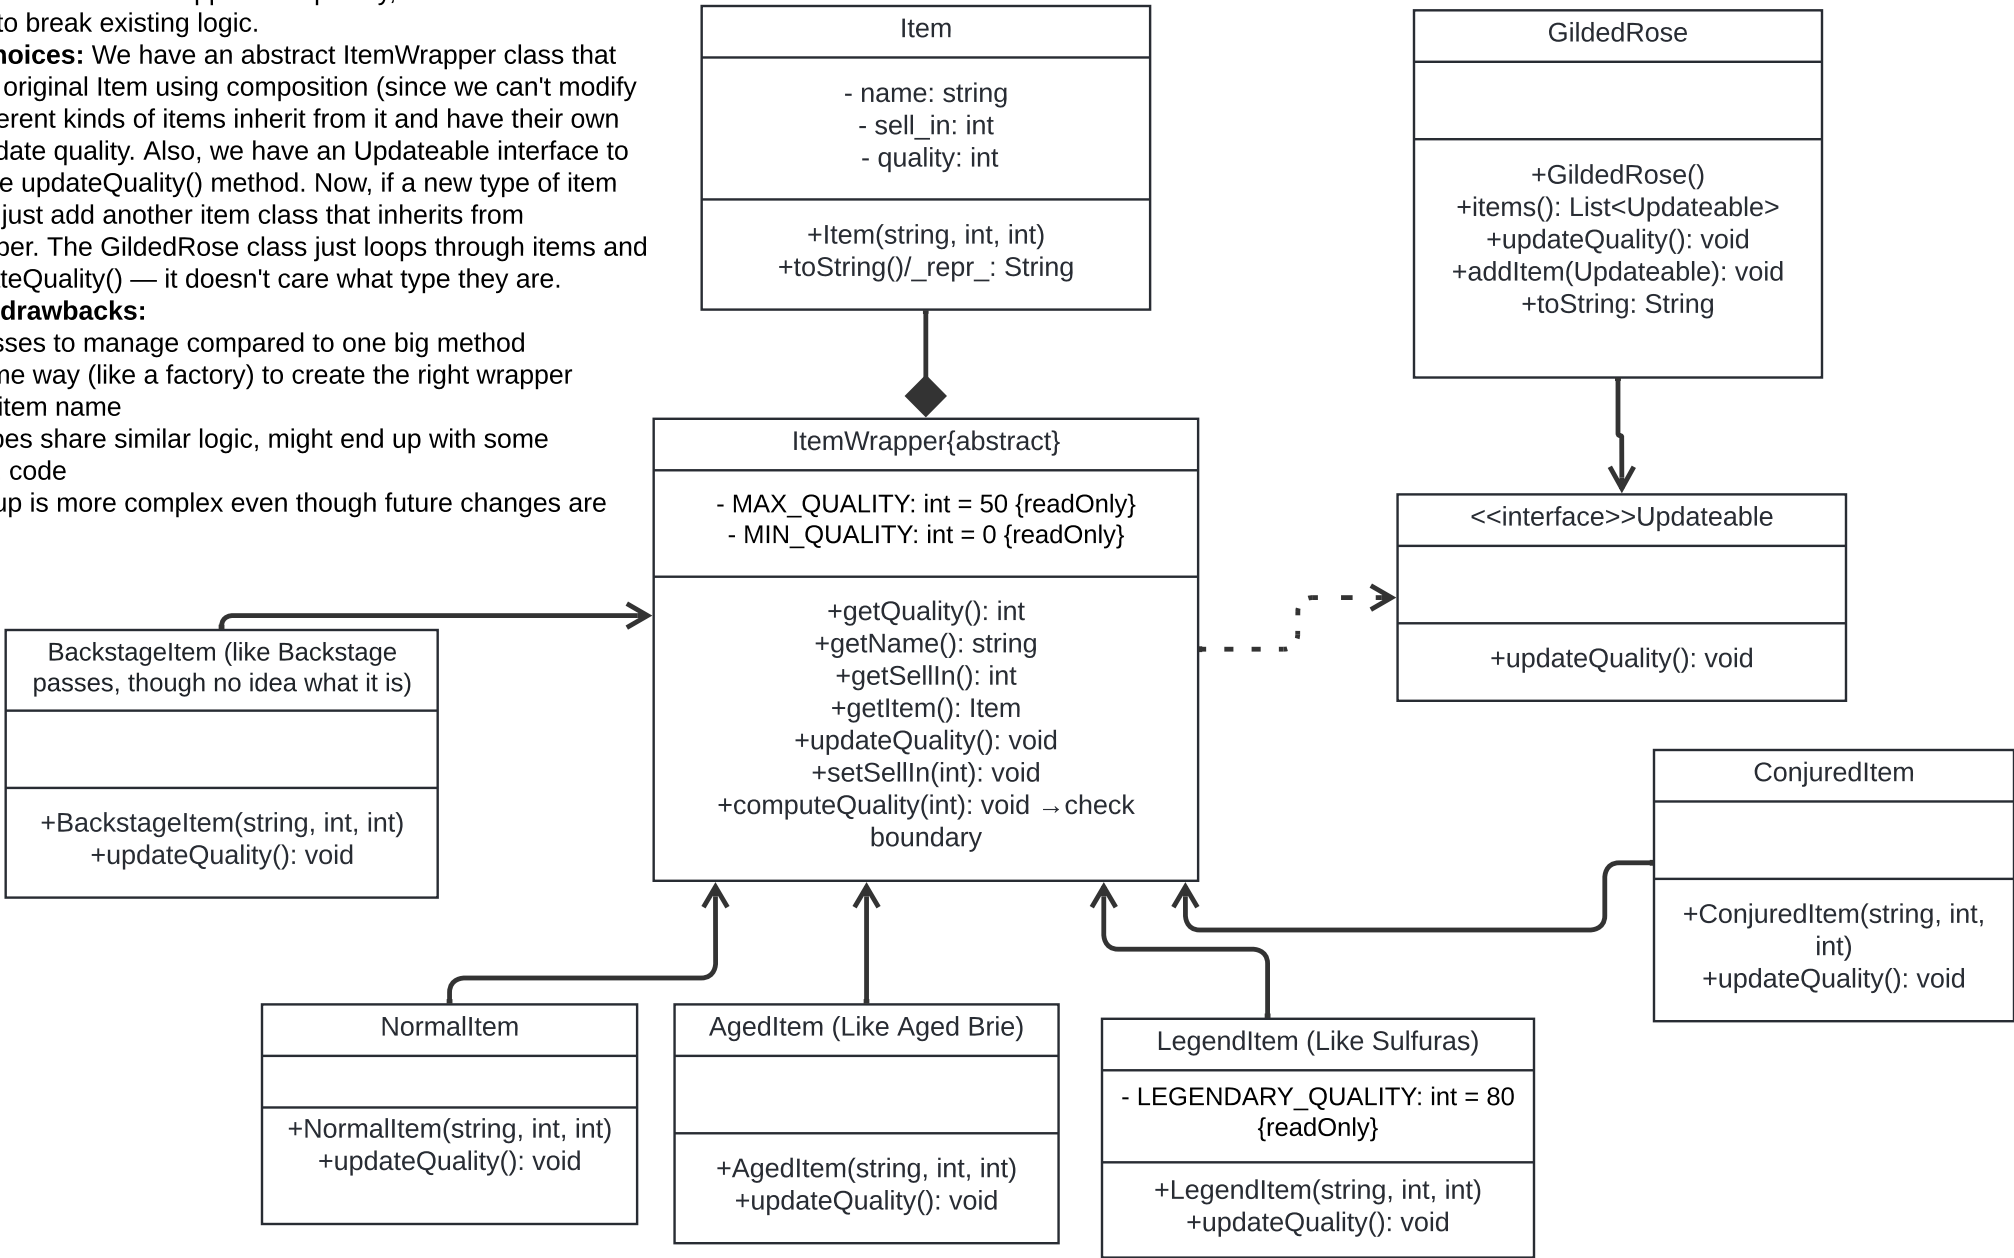 to break existing logic.
hoices: We have an abstract ItemWrapper class that
original Item using composition (since we can't modify
erent kinds of items inherit from it and have their own
date quality. Also, we have an Updateable interface to
e updateQuality() method. Now, if a new type of item
just add another item class that inherits from
per. The GildedRose class just loops through items and
teQuality() — it doesn't care what type they are.
drawbacks:
sses to manage compared to one big method
me way (like a factory) to create the right wrapper
item name
pes share similar logic, might end up with some
code
up is more complex even though future changes are
Item
- name: string
- sell_in: int
- quality: int
+Item(string, int, int)
+toString()/_repr_: String
GildedRose
+GildedRose()
+items(): List<Updateable>
+updateQuality(): void
+addItem(Updateable): void
+toString: String
ItemWrapper{abstract}
- MAX_QUALITY: int = 50 {readOnly}
- MIN_QUALITY: int = 0 {readOnly}
+getQuality(): int
+getName(): string
+getSellIn(): int
+getItem(): Item
+updateQuality(): void
+setSellIn(int): void
+computeQuality(int): void →check
boundary
<<interface>>Updateable
+updateQuality(): void
BackstageItem (like Backstage
passes, though no idea what it is)
+BackstageItem(string, int, int)
+updateQuality(): void
ConjuredItem
+ConjuredItem(string, int,
int)
+updateQuality(): void
NormalItem
+NormalItem(string, int, int)
+updateQuality(): void
AgedItem (Like Aged Brie)
+AgedItem(string, int, int)
+updateQuality(): void
LegendItem (Like Sulfuras)
- LEGENDARY_QUALITY: int = 80
{readOnly}
+LegendItem(string, int, int)
+updateQuality(): void